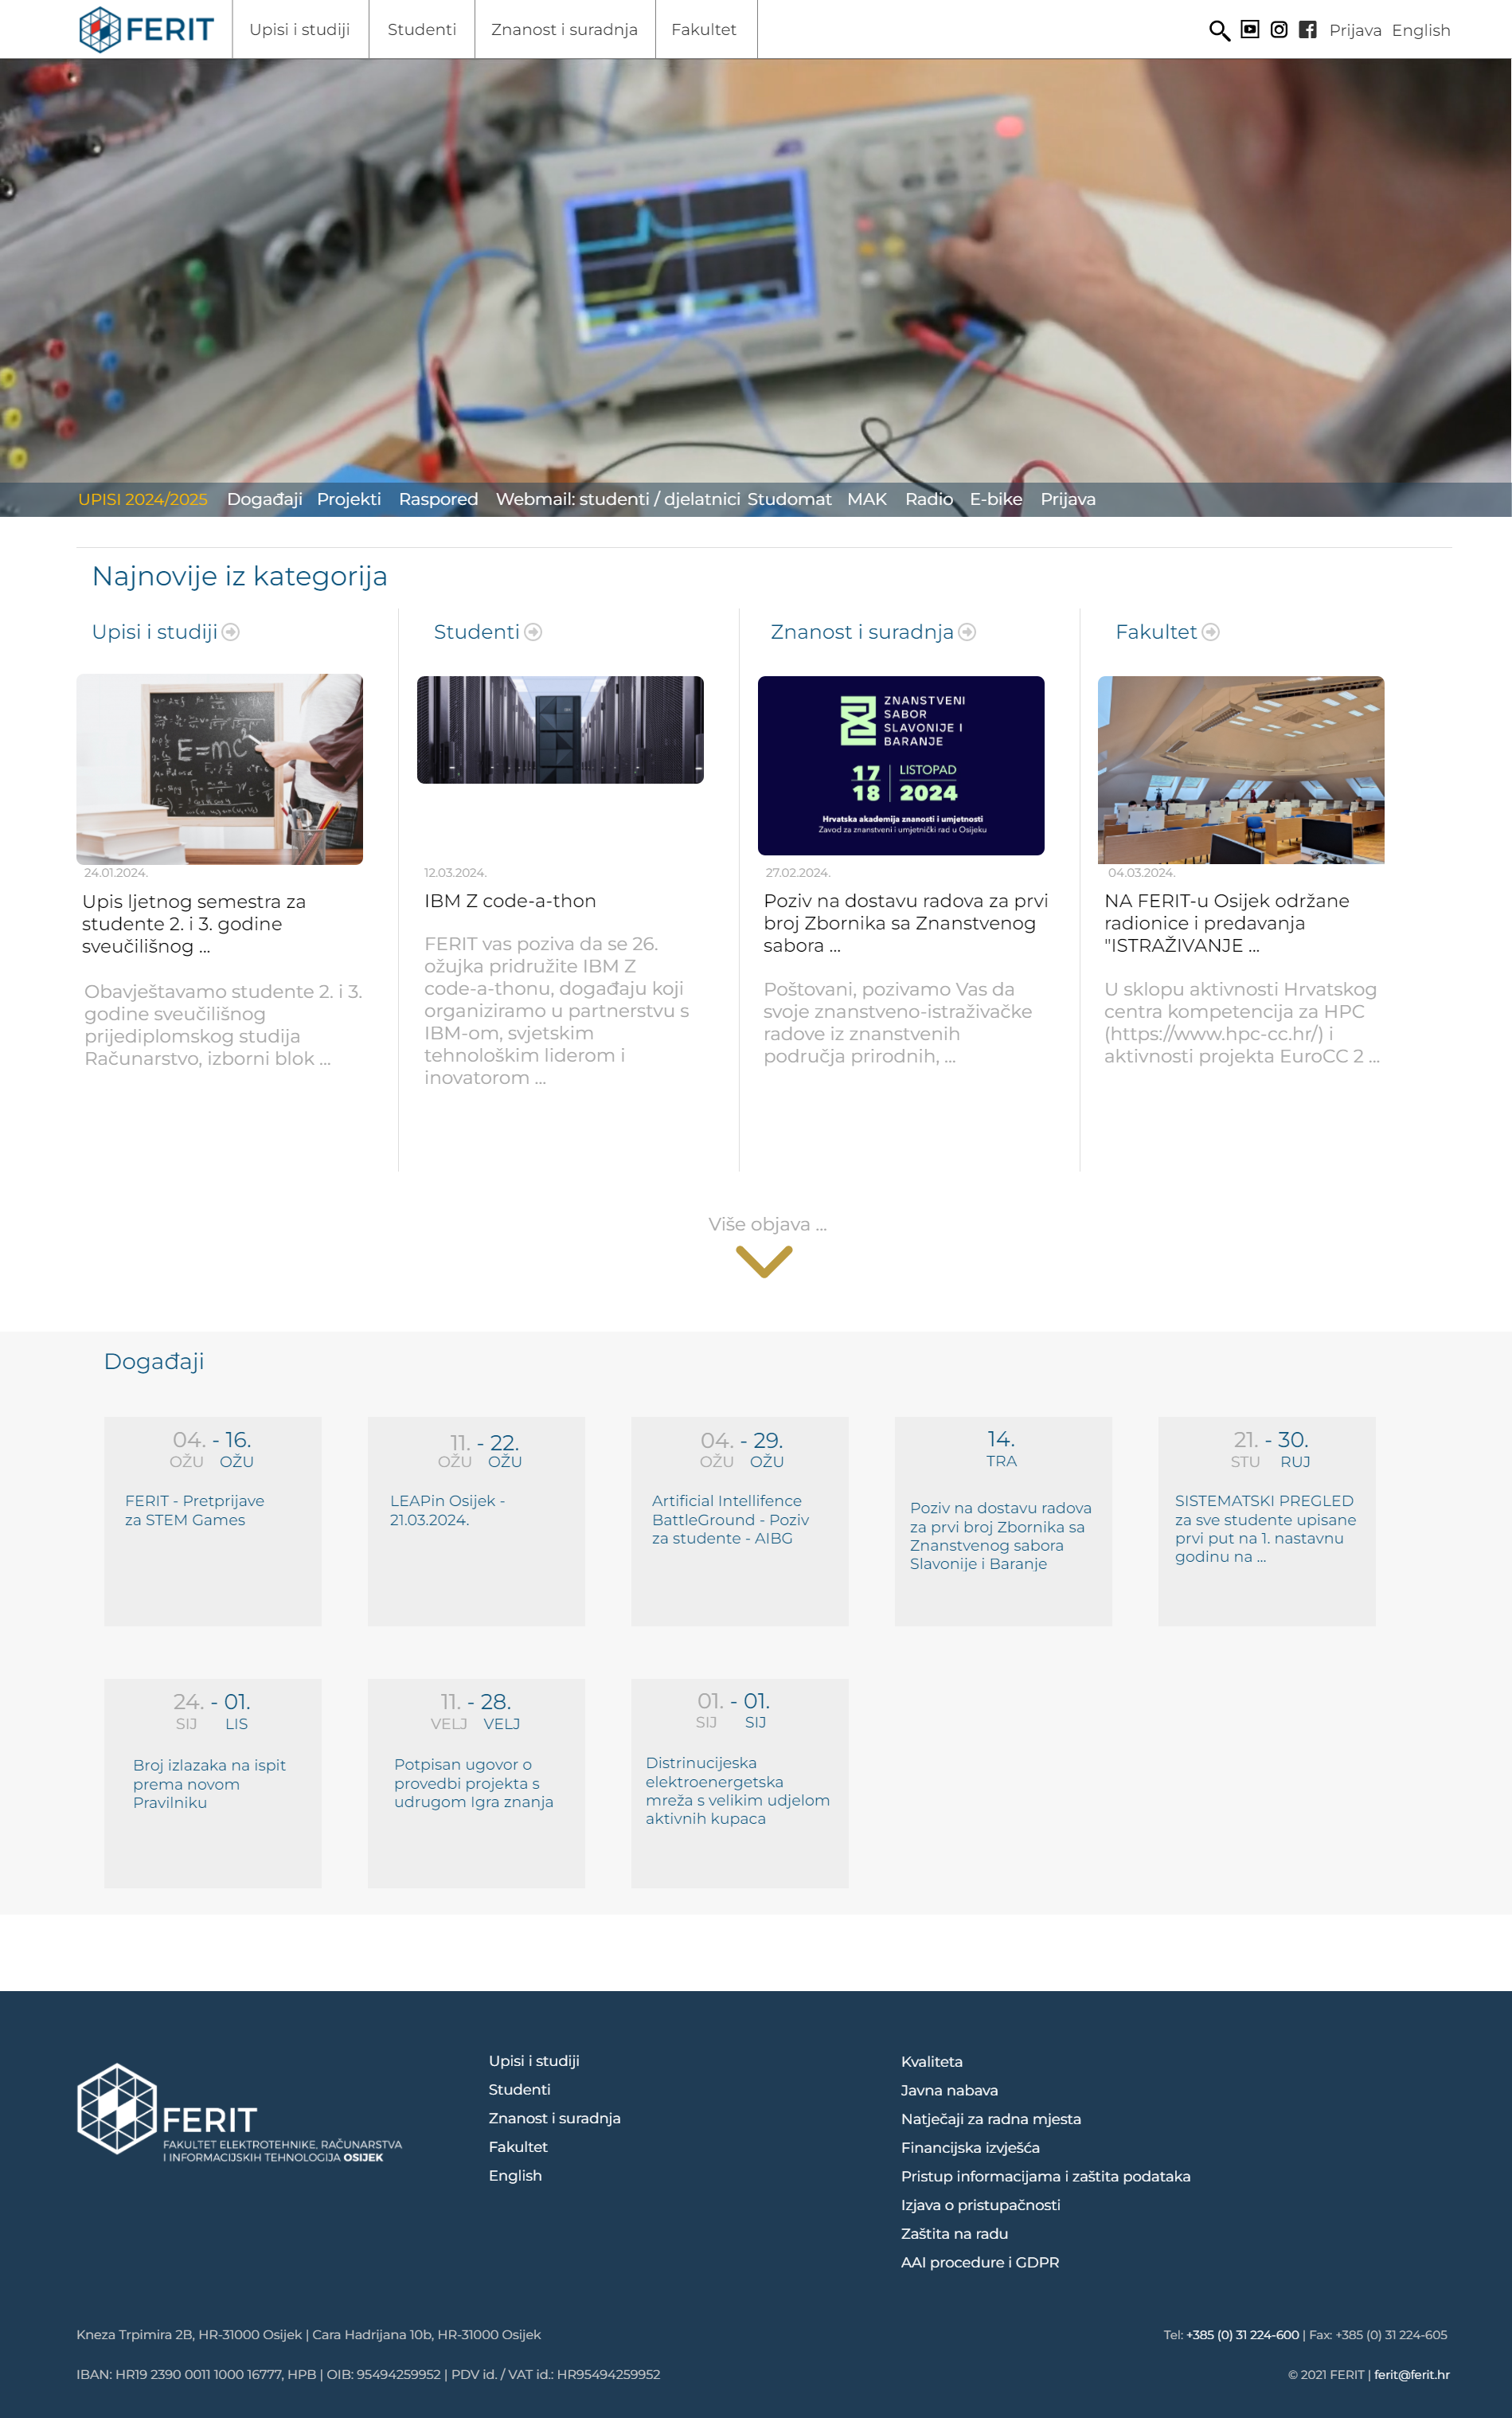 FERIT
Upisi i studiji
Studenti
Znanost i suradnja
Fakultet
Prijava English
UPISI 2024/2025 Događaji Projekti Raspored Webmail: studenti / djelatnici Studomat MAK Radio E-bike Prijava
Najnovije iz kategorija
Upisi i studiji
E=mc²
24.01.2024.
Upis ljetnog semestra za
studente 2. i 3. godine
sveučilišnog ...
Obavještavamo studente 2. i 3.
godine sveučilišnog
prijediplomskog studija
Računarstvo, izborni blok ...
Studenti
12.03.2024.
IBM Z code-a-thon
FERIT vas poziva da se 26.
ožujka pridružite IBM Z
code-a-thonu, događaju koji
organiziramo u partnerstvu s
IBM-om, svjetskim
tehnološkim liderom i
inovatorom ...
Znanost i suradnja
ZNANSTVENI
SABOR
SLAVONIJE I
BARANJE
17 | LISTOPAD
18 | 2024
Hrvatska akademija znanosti i umjetnosti
Zavod za znanstveni i umjetnički rad u Osijeku
27.02.2024.
Poziv na dostavu radova za prvi
broj Zbornika sa Znanstvenog
sabora ...
Poštovani, pozivamo Vas da
svoje znanstveno-istraživačke
radove iz znanstvenih
područja prirodnih, ...
Fakultet
04.03.2024.
NA FERIT-u Osijek održane
radionice i predavanja
"ISTRAŽIVANJE ...
U sklopu aktivnosti Hrvatskog
centra kompetencija za HPC
(https://www.hpc-cc.hr/) i
aktivnosti projekta EuroCC 2 ...
Više objava ...
Događaji
04. - 16.
OŽU OŽU
FERIT - Pretprijave
za STEM Games
11. - 22.
OŽU OŽU
LEAPin Osijek -
21.03.2024.
04. - 29.
OŽU OŽU
Artificial Intellifence
BattleGround - Poziv
za studente - AIBG
14.
TRA
Poziv na dostavu radova
za prvi broj Zbornika sa
Znanstvenog sabora
Slavonije i Baranje
21. - 30.
STU RUJ
SISTEMATSKI PREGLED
za sve studente upisane
prvi put na 1. nastavnu
godinu na ...
24. - 01.
SIJ LIS
Broj izlazaka na ispit
prema novom
Pravilniku
11. - 28.
VELJ VELJ
Potpisan ugovor o
provedbi projekta s
udrugom Igra znanja
01. - 01.
SIJ SIJ
Distrinucijeska
elektroenergetska
mreža s velikim udjelom
aktivnih kupaca
FERIT
FAKULTET ELEKTROTEHNIKE, RAČUNARSTVA
I INFORMACIJSKIH TEHNOLOGIJA OSIJEK
Upisi i studiji
Studenti
Znanost i suradnja
Fakultet
English
Kvaliteta
Javna nabava
Natječaji za radna mjesta
Financijska izvješća
Pristup informacijama i zaštita podataka
Izjava o pristupačnosti
Zaštita na radu
AAI procedure i GDPR
Kneza Trpimira 2B, HR-31000 Osijek | Cara Hadrijana 10b, HR-31000 Osijek
Tel: +385 (0) 31 224-600 | Fax: +385 (0) 31 224-605
IBAN: HR19 2390 0011 1000 16777, HPB | OIB: 95494259952 | PDV id. / VAT id.: HR95494259952
© 2021 FERIT | ferit@ferit.hr